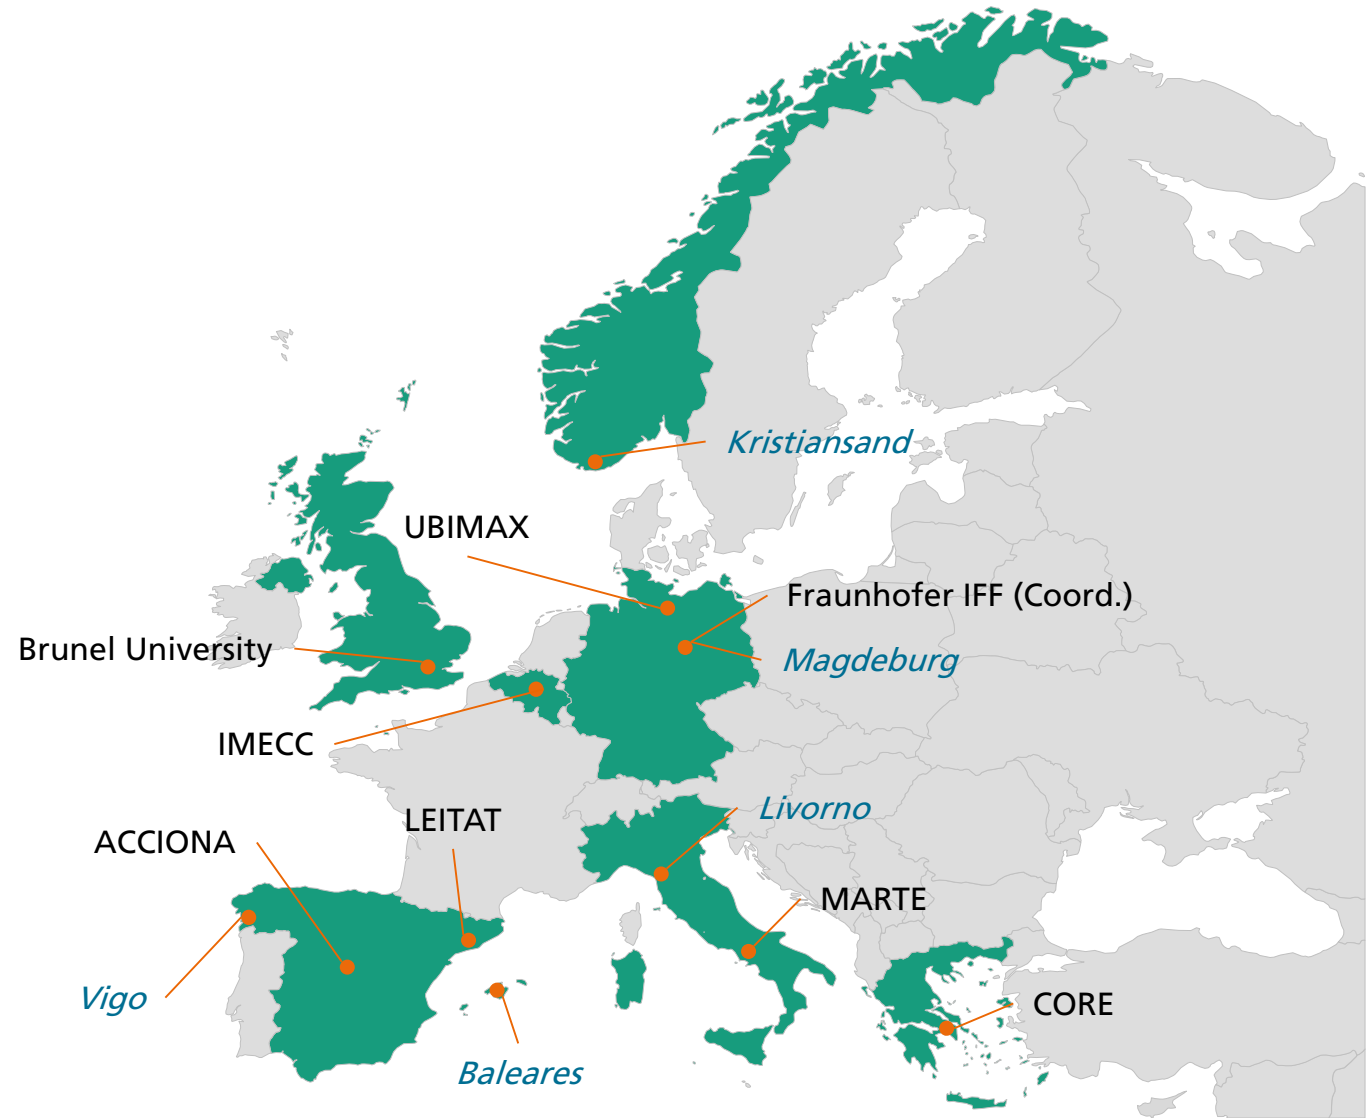 Kristiansand
UBIMAX
Fraunhofer IFF (Coord.)
Brunel University
Magdeburg
IMECC
Livorno
LEITAT
ACCIONA
MARTE
Vigo
CORE
Baleares